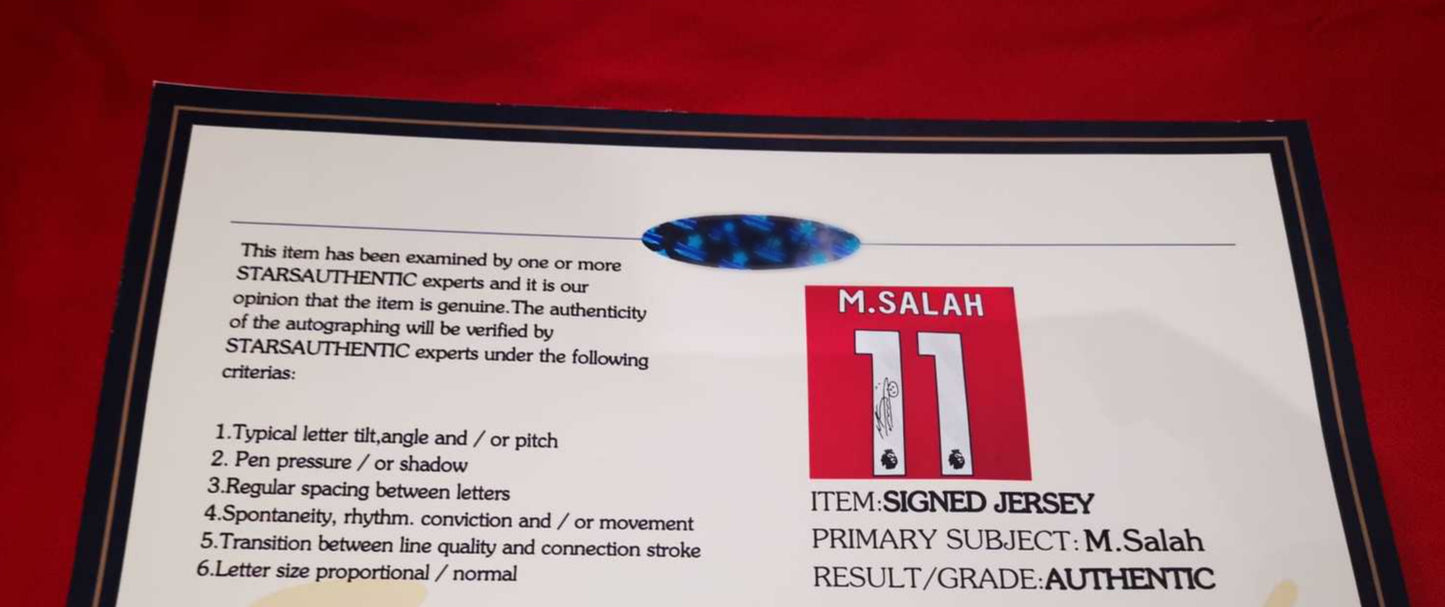 This item has been examined by one or more
STARSAUTHENTIC experts and it is our
opinion that the item is genuine.The authenticity
of the autographing will be verified by
STARSAUTHENTIC experts under the following
criterias:
1.Typical letter tilt,angle and / or pitch
2. Pen pressure / or shadow
3.Regular spacing between letters
4.Spontaneity, rhythm. conviction and / or movement
5.Transition between line quality and connection stroke
6.Letter size proportional / normal
M.SALAH
11
ITEM:SIGNED JERSEY
PRIMARY SUBJECT: M.Salah
RESULT/GRADE:AUTHENTIC